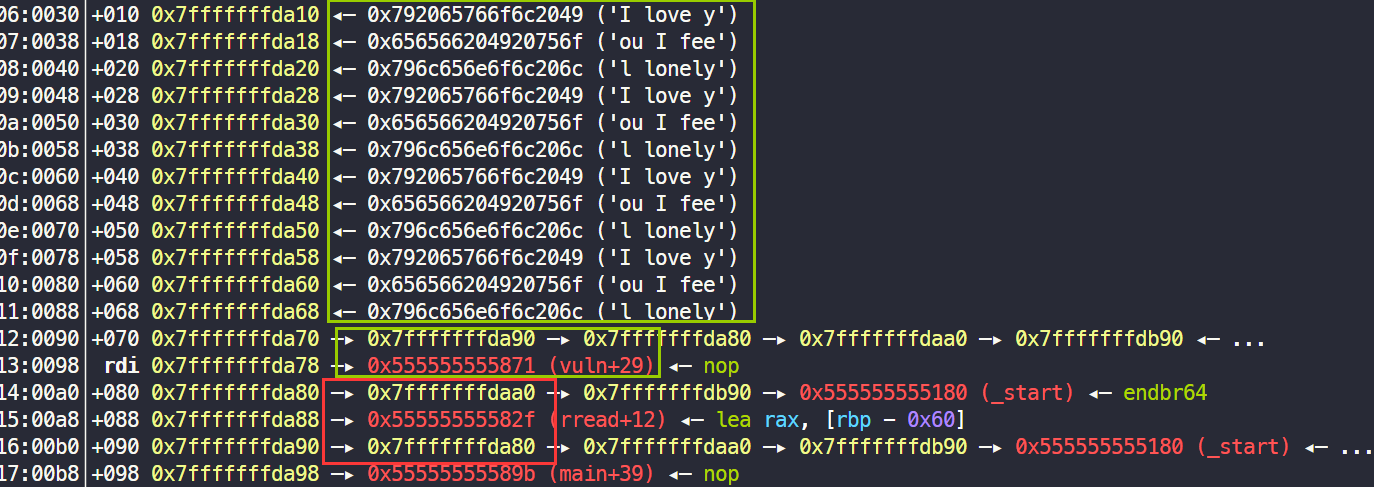 06:0030│+010 0x7fffffffda10 ◂— 0x792065766f6c2049 ('I love y')
07:0038│+018 0x7fffffffda18 ◂— 0x656566204920756f ('ou I fee')
08:0040│+020 0x7fffffffda20 ◂— 0x796c656e6f6c206c ('l lonely')
09:0048│+028 0x7fffffffda28 ◂— 0x792065766f6c2049 ('I love y')
0a:0050│+030 0x7fffffffda30 ◂— 0x656566204920756f ('ou I fee')
0b:0058│+038 0x7fffffffda38 ◂— 0x796c656e6f6c206c ('l lonely')
0c:0060│+040 0x7fffffffda40 ◂— 0x792065766f6c2049 ('I love y')
0d:0068│+048 0x7fffffffda48 ◂— 0x656566204920756f ('ou I fee')
0e:0070│+050 0x7fffffffda50 ◂— 0x796c656e6f6c206c ('l lonely')
0f:0078│+058 0x7fffffffda58 ◂— 0x792065766f6c2049 ('I love y')
10:0080│+060 0x7fffffffda60 ◂— 0x656566204920756f ('ou I fee')
11:0088│+068 0x7fffffffda68 ◂— 0x796c656e6f6c206c ('l lonely')
12:0090│+070 0x7fffffffda70 —▸ 0x7fffffffda90 —▸ 0x7fffffffda80 —▸ 0x7fffffffdaa0 —▸ 0x7fffffffdb90 ◂— ...
13:0098│ rdi 0x7fffffffda78 —▸ 0x555555555871 (vuln+29) ◂— nop
14:00a0│+080 0x7fffffffda80 —▸ 0x7fffffffdaa0 —▸ 0x7fffffffdb90 —▸ 0x555555555180 (_start) ◂— endbr64
15:00a8│+088 0x7fffffffda88 —▸ 0x55555555582f (rread+12) ◂— lea rax, [rbp - 0x60]
16:00b0│+090 0x7fffffffda90 —▸ 0x7fffffffda80 —▸ 0x7fffffffdaa0 —▸ 0x7fffffffdb90 —▸ 0x555555555180 (_start) ◂— ...
17:00b8│+098 0x7fffffffda98 —▸ 0x55555555589b (main+39) ◂— nop